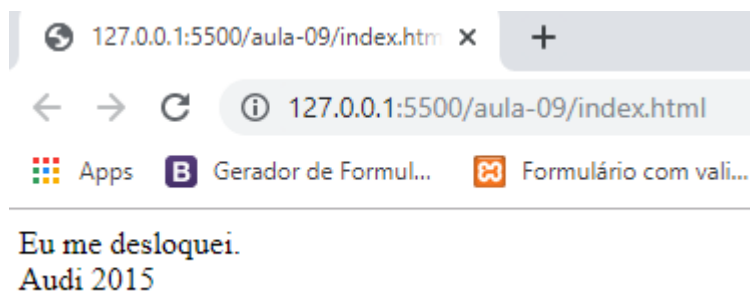 127.0.0.1:5500/aula-09/index.htm
127.0.0.1:5500/aula-09/index.html
Apps B Gerador de Formul... Formulário com vali...
Eu me desloquei.
Audi 2015